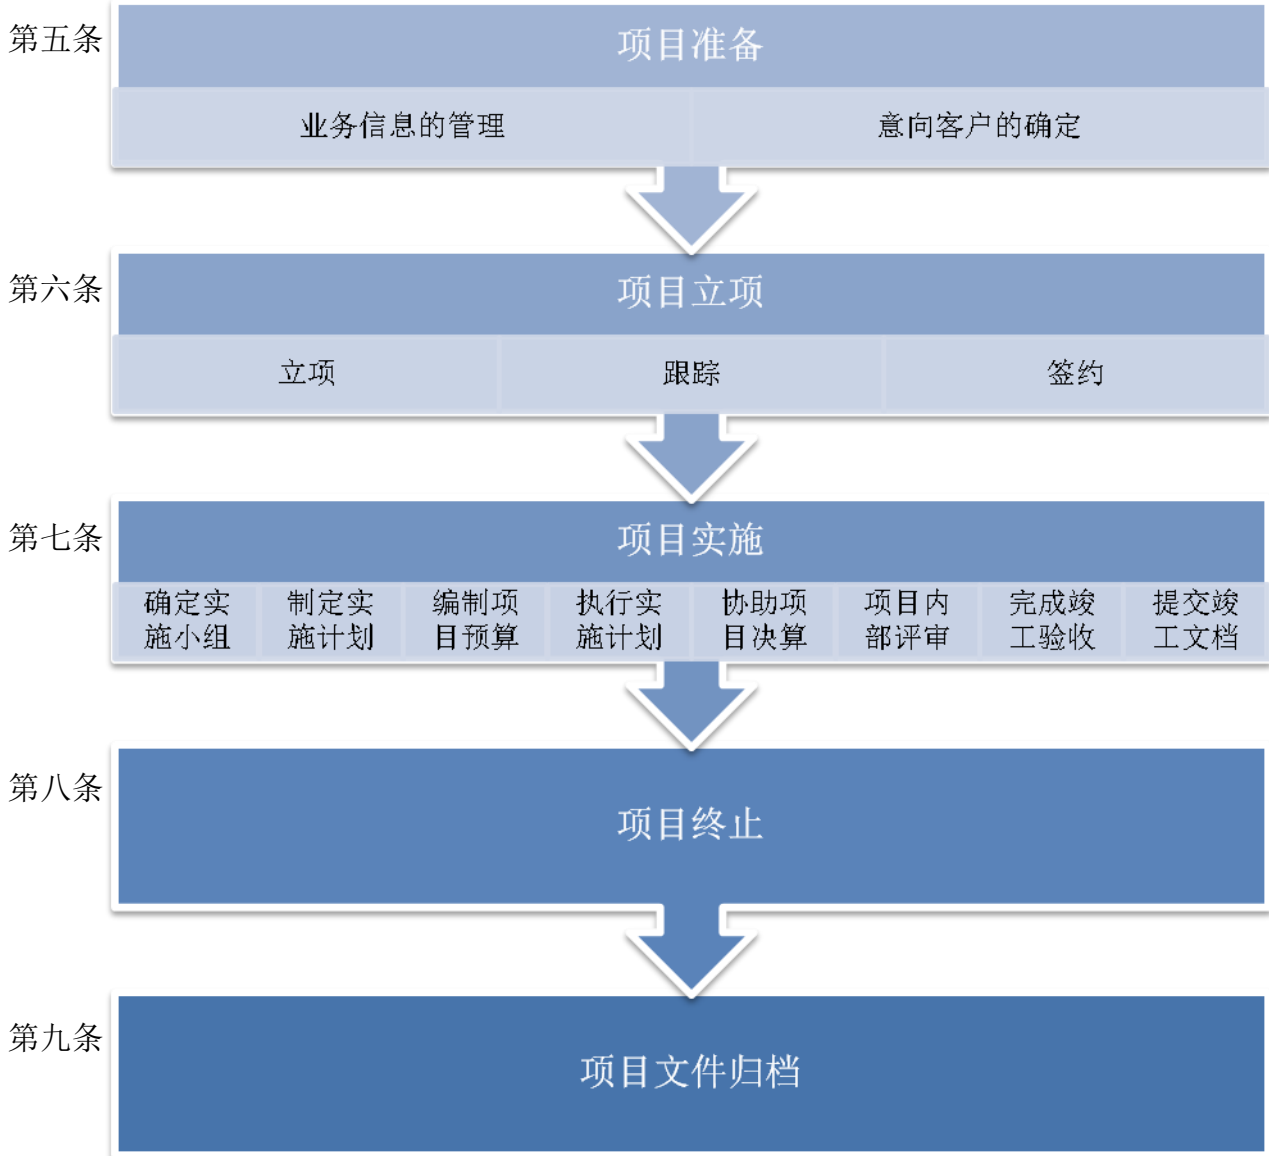 第五条
项目准备
业务信息的管理
意向客户的确定
第六条
项目立项
立项
跟踪
签约
第七条
项目实施
确定实
施小组
制定实
施计划
编制项
目预算
执行实
施计划
协助项
目决算
项目内
部评审
完成竣
工验收
提交竣
工文档
第八条
项目终止
第九条
项目文件归档